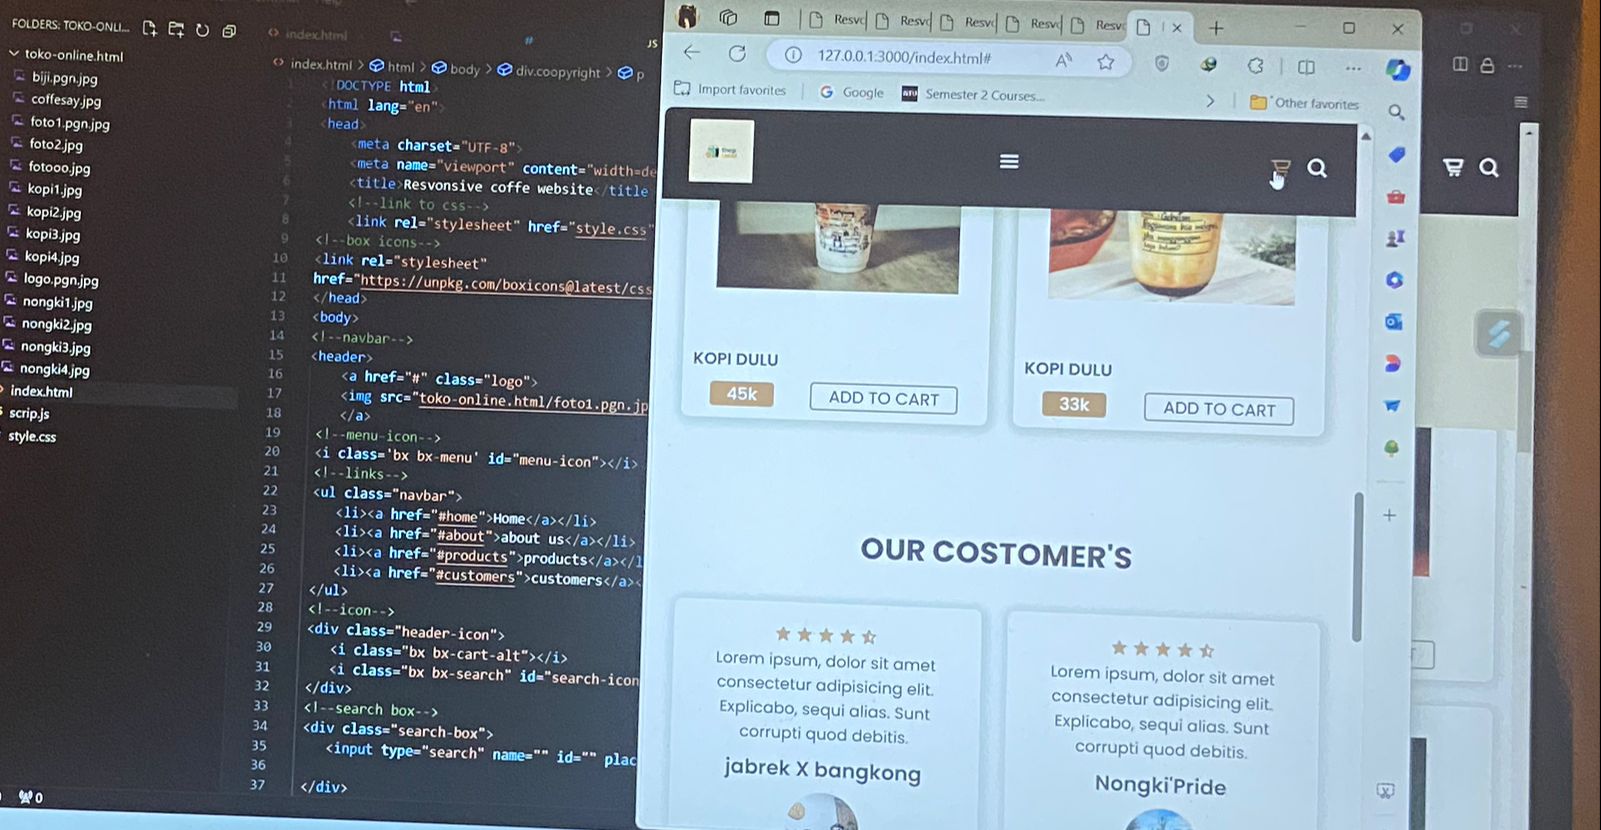 FOLDERS: TOKO-ONLI...
toko-online.html
biji.pgn.jpg
coffesay.jpg
foto1.pgn.jpg
foto2.jpg
fotooo.jpg
kopi1.jpg
kopi2.jpg
kopi3.jpg
kopi4.jpg
logo.pgn.jpg
nongki1.jpg
nongki2.jpg
nongki3.jpg
nongki4.jpg
index.html
scrip.js
style.css
0
index.html
#
JS
index.html > html > body > div.coopyright > p
<!DOCTYPE html>
<html lang="en">
<head>
<meta charset="UTF-8">
<meta name="viewport" content="width=de
<title>Resvonsive coffe website</title
7 <!--link to css-->
8 <link rel="stylesheet" href="style.css"
9 <!--box icons-->
10 <link rel="stylesheet"
11 href="https://unpkg.com/boxicons@latest/css
12 </head>
13 <body>
14 <!--navbar-->
15 <header>
16 <a href="#" class="logo">
17 <img src="toko-online.html/foto1.pgn.jp
18 </a>
19 <!--menu-icon-->
20 <i class='bx bx-menu' id="menu-icon"></i>
21 <!--links-->
22 <ul class="navbar">
23 <li><a href="#home">Home</a></li>
24 <li><a href="#about">about us</a></li>
25 <li><a href="#products">products</a></l
26 <li><a href="#customers">customers</a><
27 </ul>
28 <!--icon-->
29 <div class="header-icon">
30 <i class="bx bx-cart-alt"></i>
31 <i class="bx bx-search" id="search-icon
32 </div>
33 <!--search box-->
34 <div class="search-box">
35 <input type="search" name="" id="" plac
36
37 </div>
Resvc Resvc Resvc Resvc Resv
127.0.0.1:3000/index.html#
Import favorites Google Semester 2 Courses... Other favorites
KOPI DULU
45k ADD TO CART
KOPI DULU
33k ADD TO CART
OUR COSTOMER'S
Lorem ipsum, dolor sit amet
consectetur adipisicing elit.
Explicabo, sequi alias. Sunt
corrupti quod debitis.
jabrek X bangkong
Lorem ipsum, dolor sit amet
consectetur adipisicing elit.
Explicabo, sequi alias. Sunt
corrupti quod debitis.
Nongki'Pride